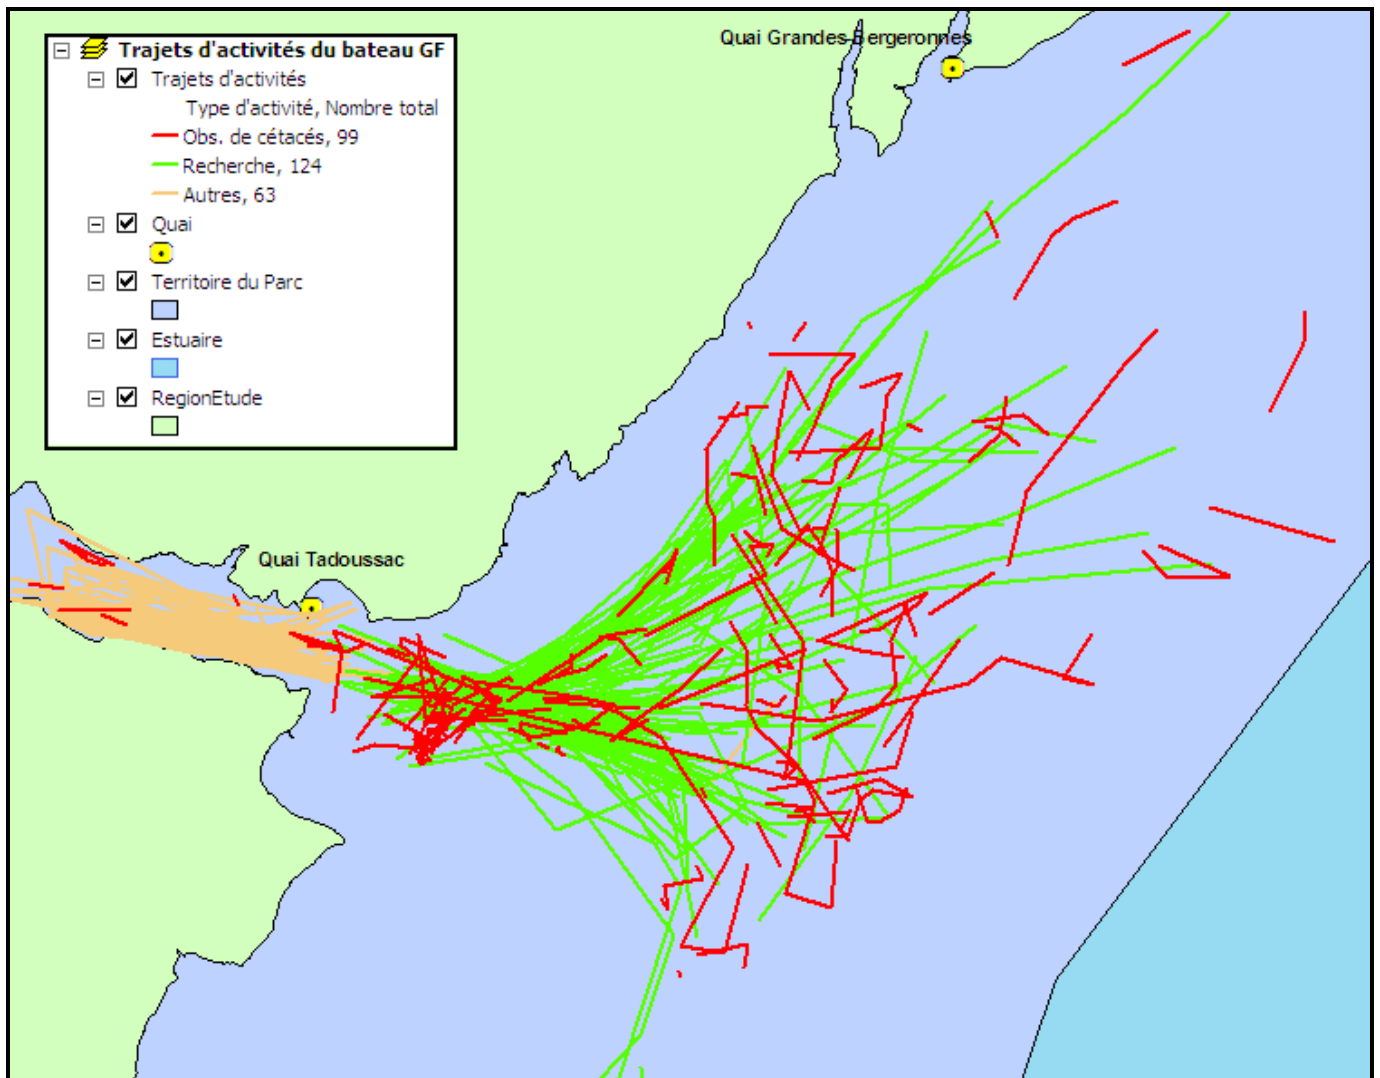 Quai Grandes-Bergeronnes
Trajets d'activités du bateau GF
Trajets d'activités
Type d'activité, Nombre total
Obs. de cétacés, 99
Recherche, 124
Autres, 63
Quai
Territoire du Parc
Estuaire
RegionEtude
Quai Tadoussac